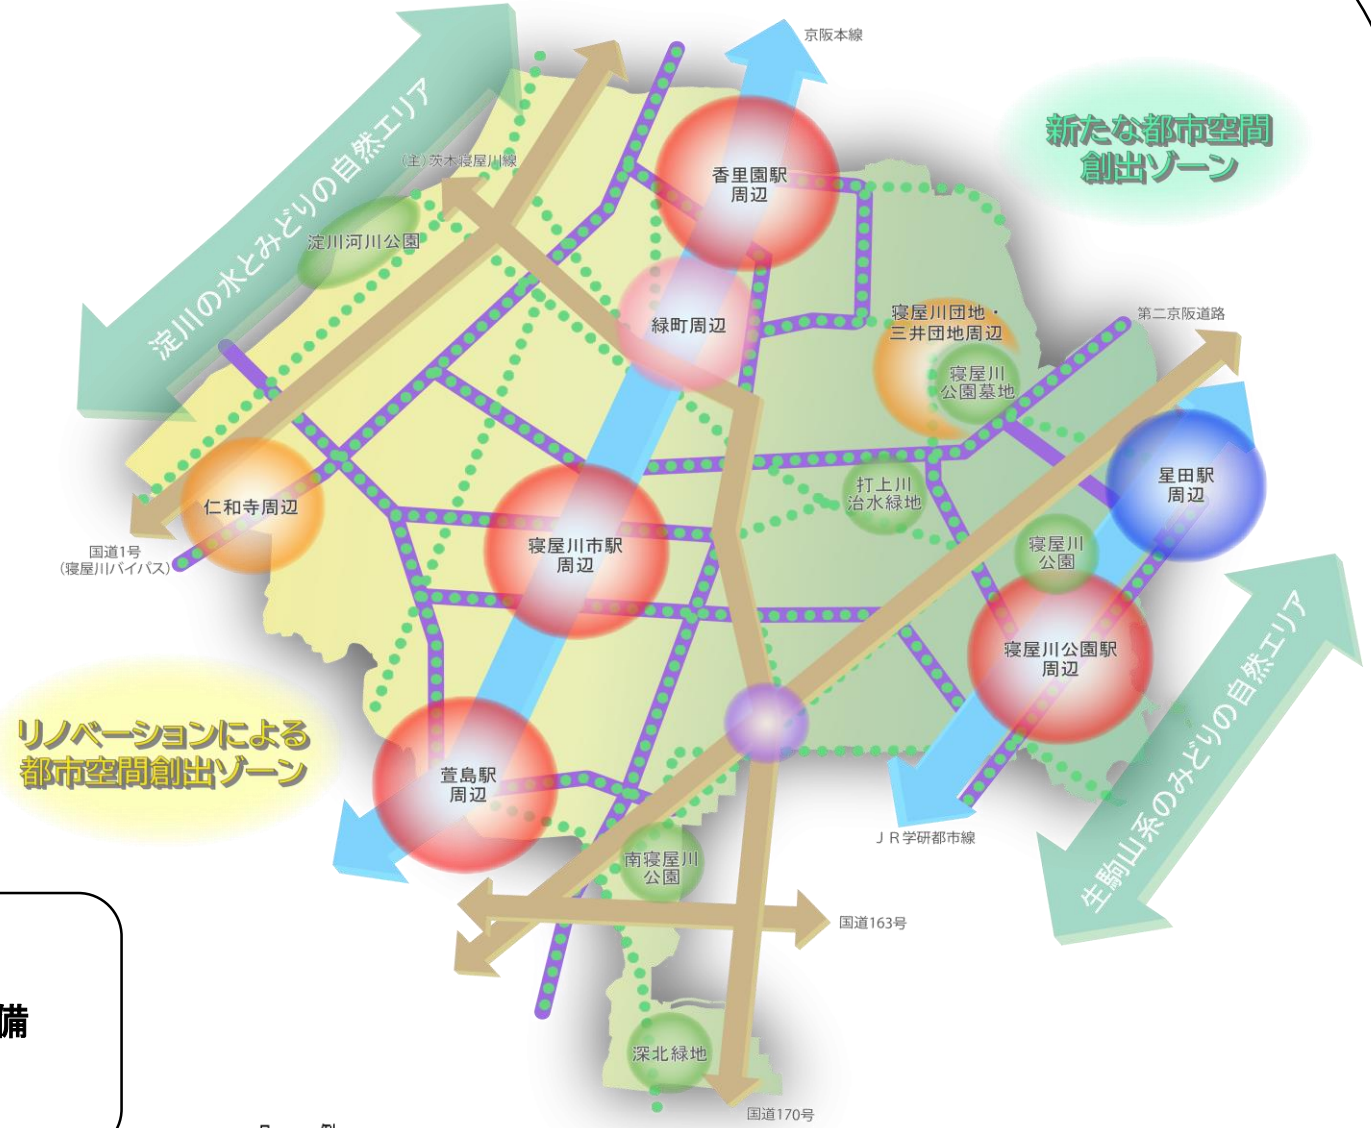 京阪本線
新たな都市空間
創出ゾーン
淀川の水とみどりの自然エリア
(主)茨木寝屋川線
香里園駅
周辺
淀川河川公園
緑町周辺
寝屋川団地・
三井団地周辺
第二京阪道路
寝屋川
公園墓地
星田駅
周辺
打上川
治水緑地
仁和寺周辺
国道1号
(寝屋川バイパス)
寝屋川市駅
周辺
寝屋川
公園
寝屋川公園駅
周辺
生駒山系のみどりの自然エリア
リノベーションによる
都市空間創出ゾーン
萱島駅
周辺
JR学研都市線
南寝屋川
公園
国道163号
備
深北緑地
国道170号